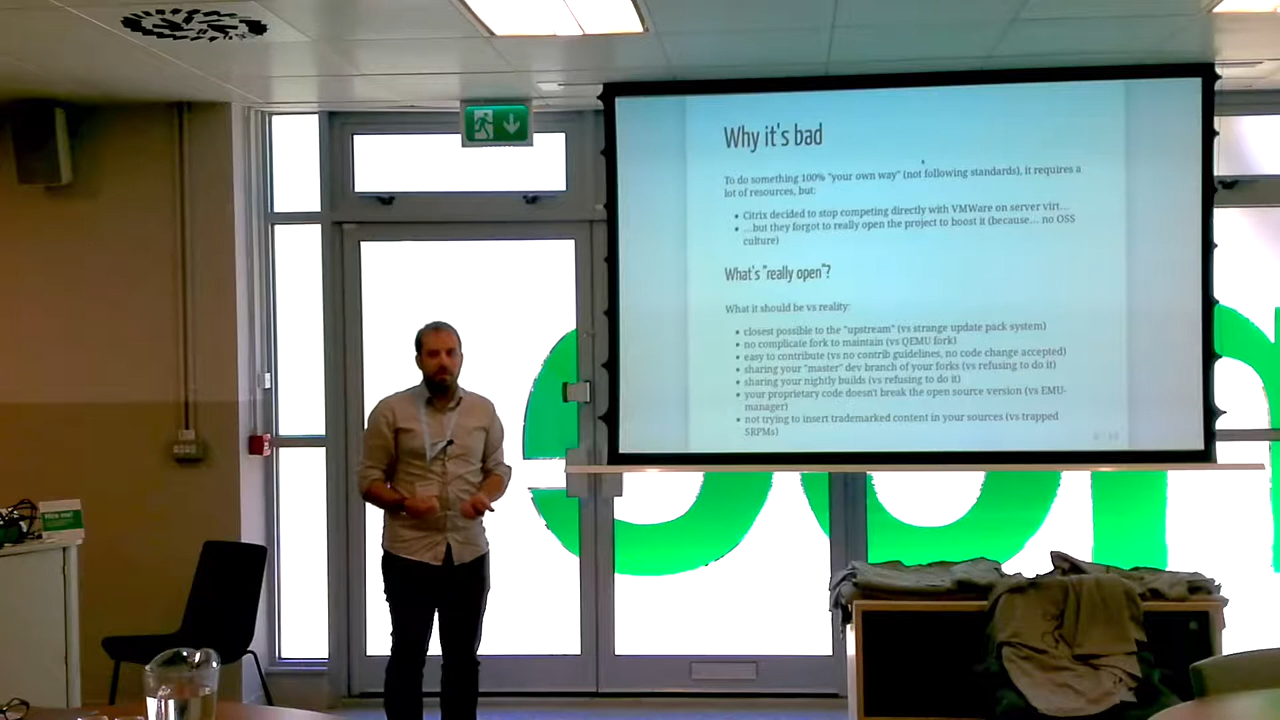 Why it's bad
To do something 100% "your own way" (not following standards), it requires a
lot of resources, but:
• Citrix decided to stop competing directly with VMWare on server virt...
• ...but they forgot to really open the project to boost it (because... no OSS
culture)
What's "really open"?
What it should be vs reality:
• closest possible to the "upstream" (vs strange update pack system)
• no complicate fork to maintain (vs QEMU fork)
• easy to contribute (vs no contrib guidelines, no code change accepted)
• sharing your "master" dev branch of your forks (vs refusing to do it)
• sharing your nightly builds (vs refusing to do it)
• your proprietary code doesn't break the open source version (vs EMU-
manager)
• not trying to insert trademarked content in your sources (vs trapped
SRPMs)